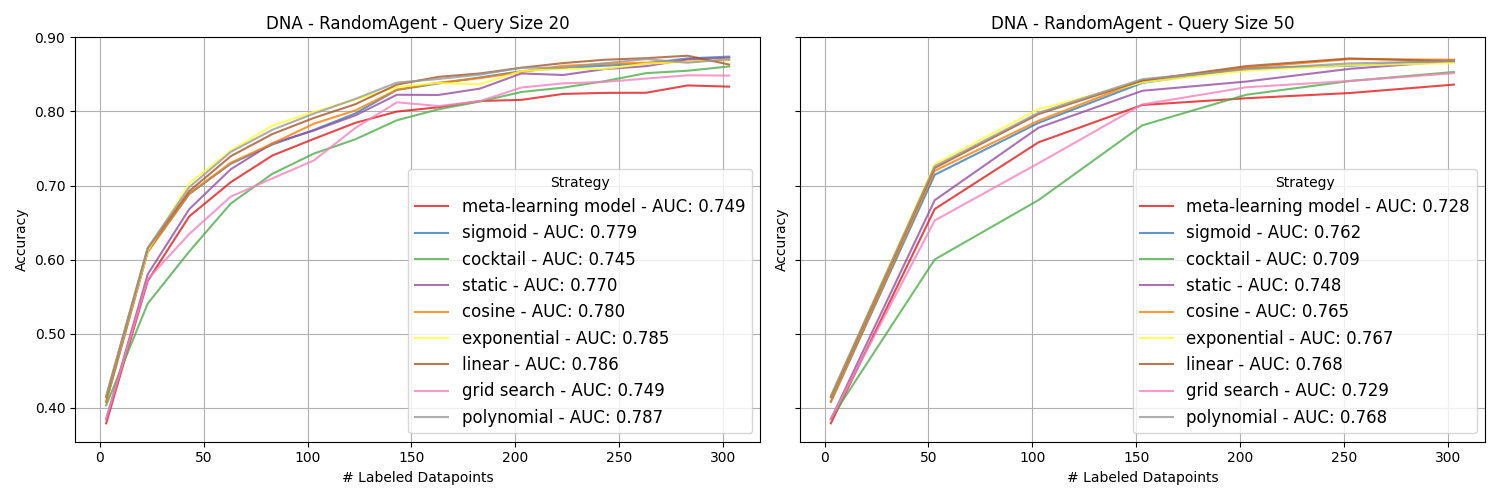 DNA - RandomAgent - Query Size 20
0.90
0.80
0.70
0.60
0.50
0.40
Accuracy
0 50 100 150 200 250 300
# Labeled Datapoints
Strategy
meta-learning model - AUC: 0.749
sigmoid - AUC: 0.779
cocktail - AUC: 0.745
static - AUC: 0.770
cosine - AUC: 0.780
exponential - AUC: 0.785
linear - AUC: 0.786
grid search - AUC: 0.749
polynomial - AUC: 0.787
DNA - RandomAgent - Query Size 50
Accuracy
0 50 100 150 200 250 300
# Labeled Datapoints
Strategy
meta-learning model - AUC: 0.728
sigmoid - AUC: 0.762
cocktail - AUC: 0.709
static - AUC: 0.748
cosine - AUC: 0.765
exponential - AUC: 0.767
linear - AUC: 0.768
grid search - AUC: 0.729
polynomial - AUC: 0.768